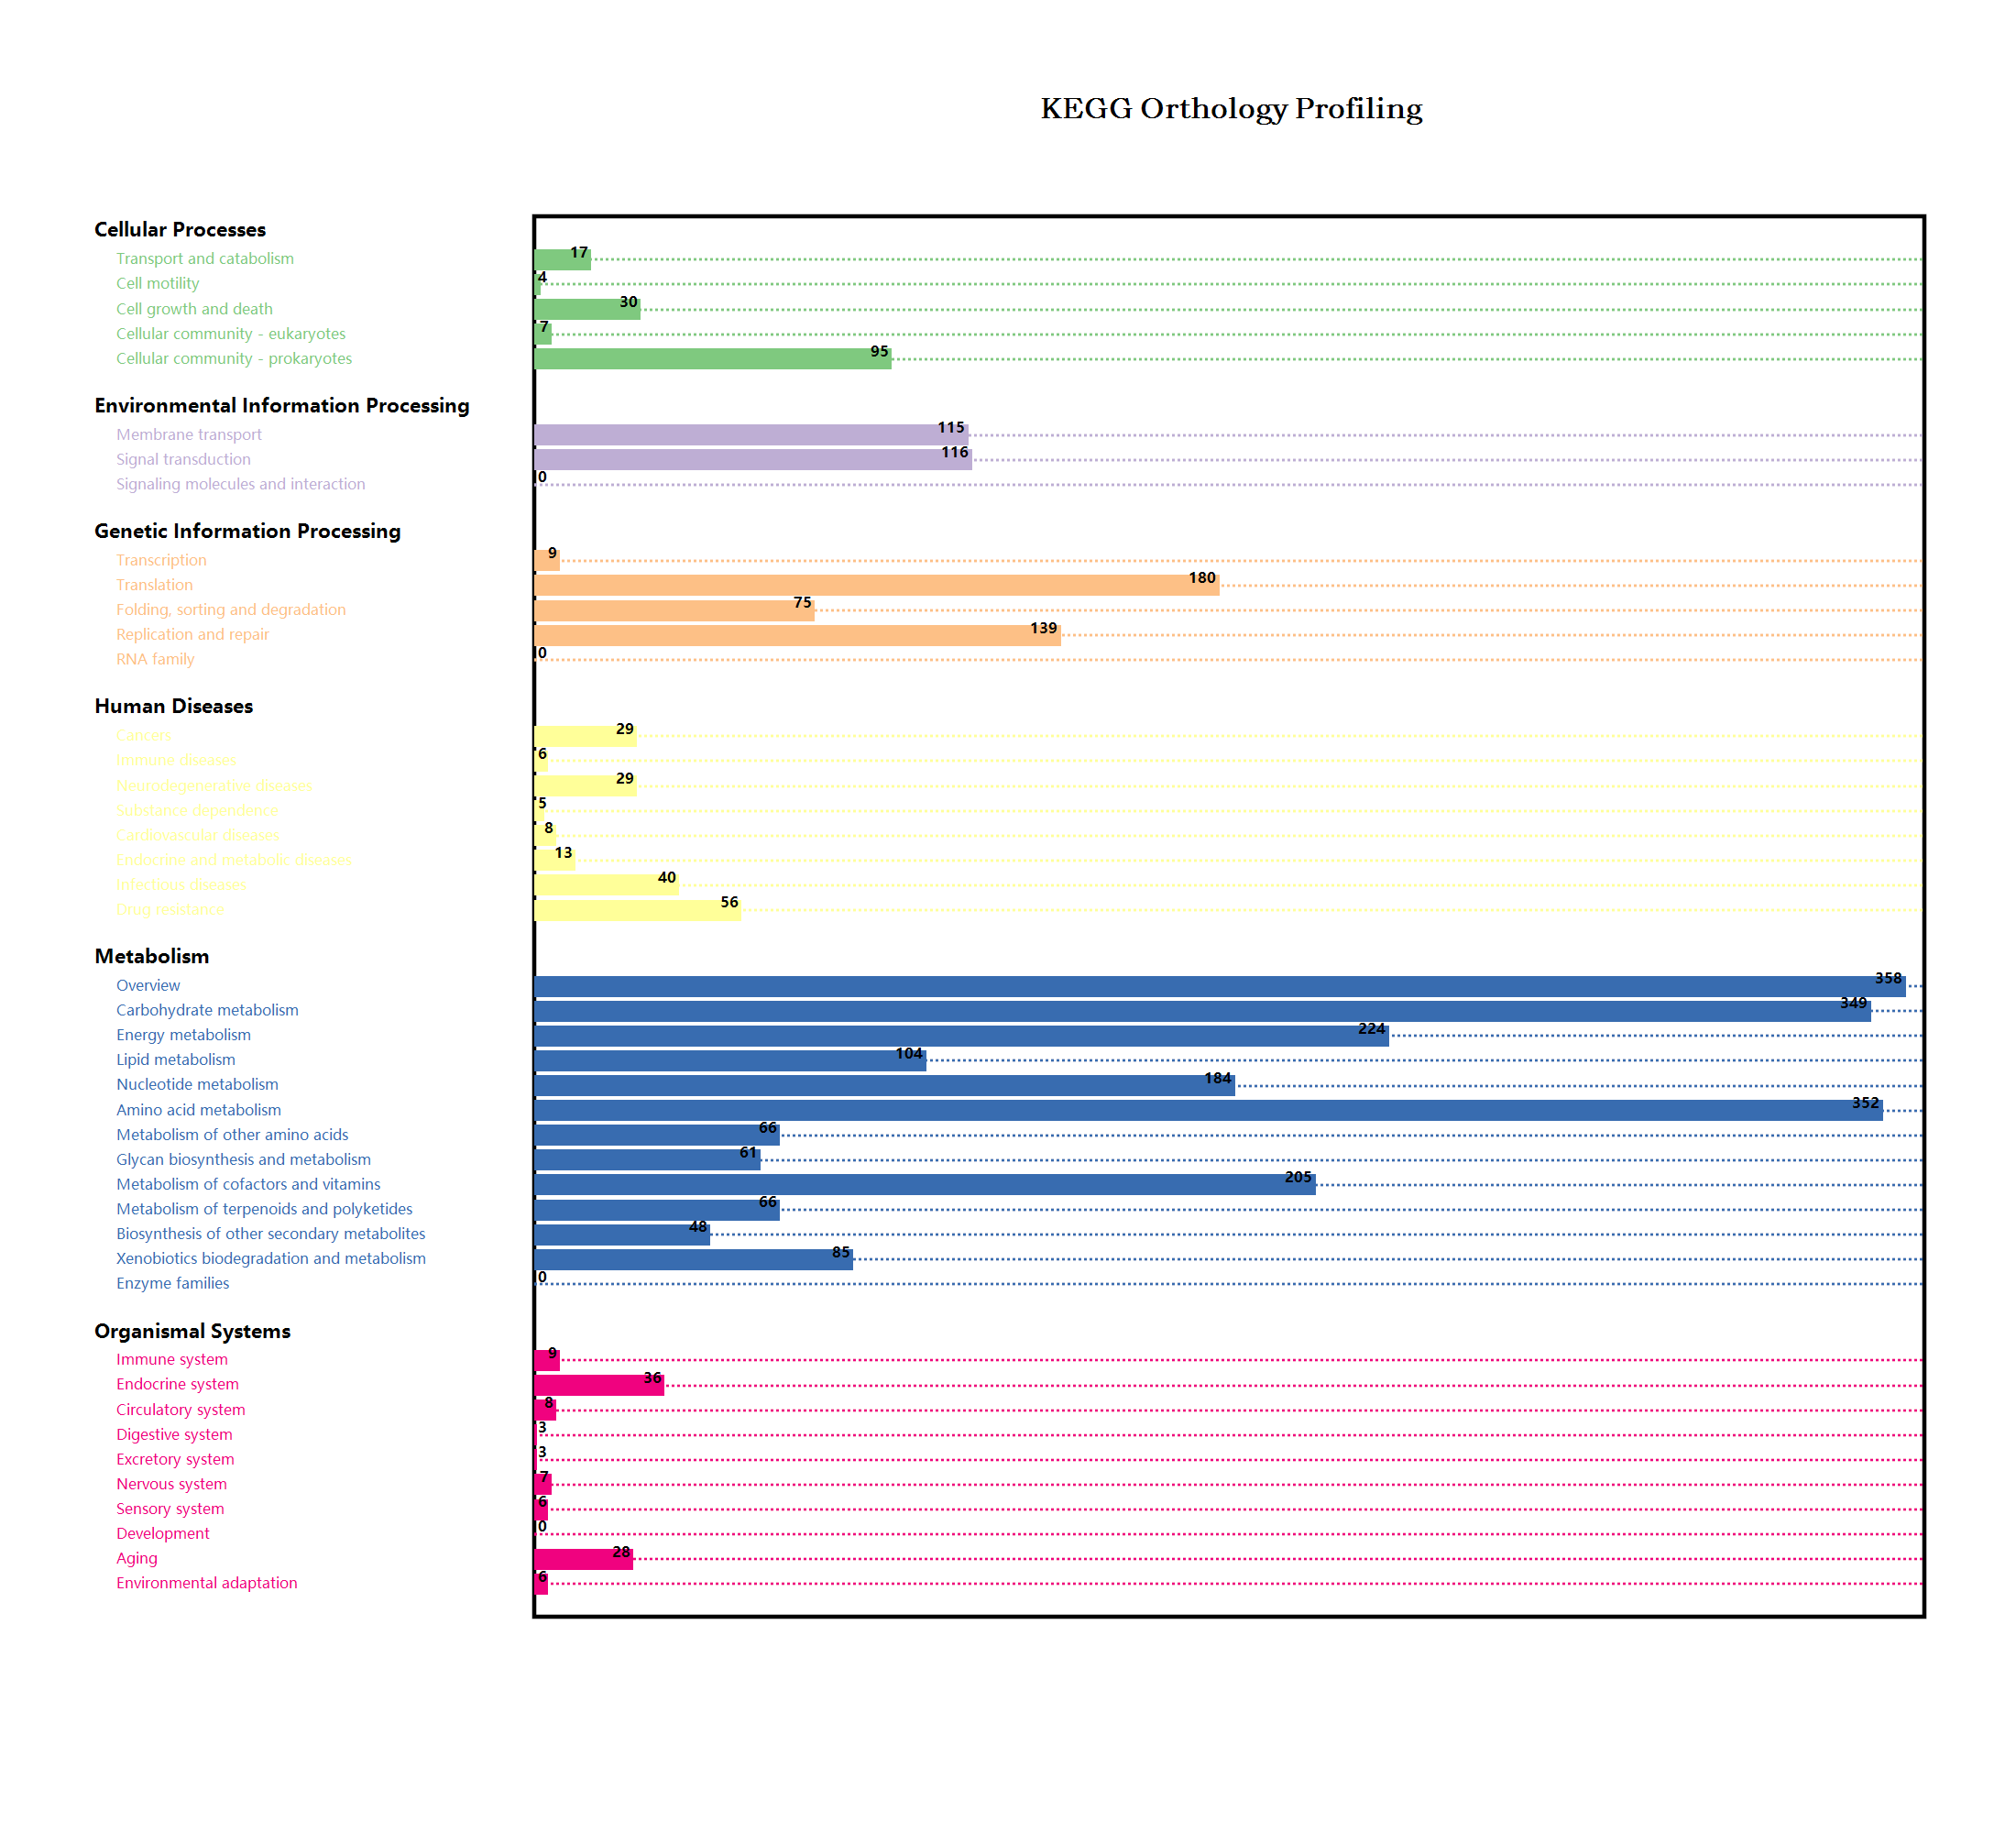 KEGG Orthology Profiling
Cellular Processes
Transport and catabolism 17
Cell motility 4
Cell growth and death 30
Cellular community - eukaryotes 7
Cellular community - prokaryotes 95
Environmental Information Processing
Membrane transport 115
Signal transduction 116
Signaling molecules and interaction 0
Genetic Information Processing
Transcription 9
Translation 180
Folding, sorting and degradation 75
Replication and repair 139
RNA family 0
Human Diseases
Cancers 29
Immune diseases 6
Neurodegenerative diseases 29
Substance dependence 5
Cardiovascular diseases 8
Endocrine and metabolic diseases 13
Infectious diseases 40
Drug resistance 56
Metabolism
Overview 358
Carbohydrate metabolism 349
Energy metabolism 224
Lipid metabolism 104
Nucleotide metabolism 184
Amino acid metabolism 352
Metabolism of other amino acids 66
Glycan biosynthesis and metabolism 61
Metabolism of cofactors and vitamins 205
Metabolism of terpenoids and polyketides 66
Biosynthesis of other secondary metabolites 48
Xenobiotics biodegradation and metabolism 85
Enzyme families 0
Organismal Systems
Immune system 9
Endocrine system 36
Circulatory system 8
Digestive system 3
Excretory system 3
Nervous system 7
Sensory system 6
Development 0
Aging 28
Environmental adaptation 6